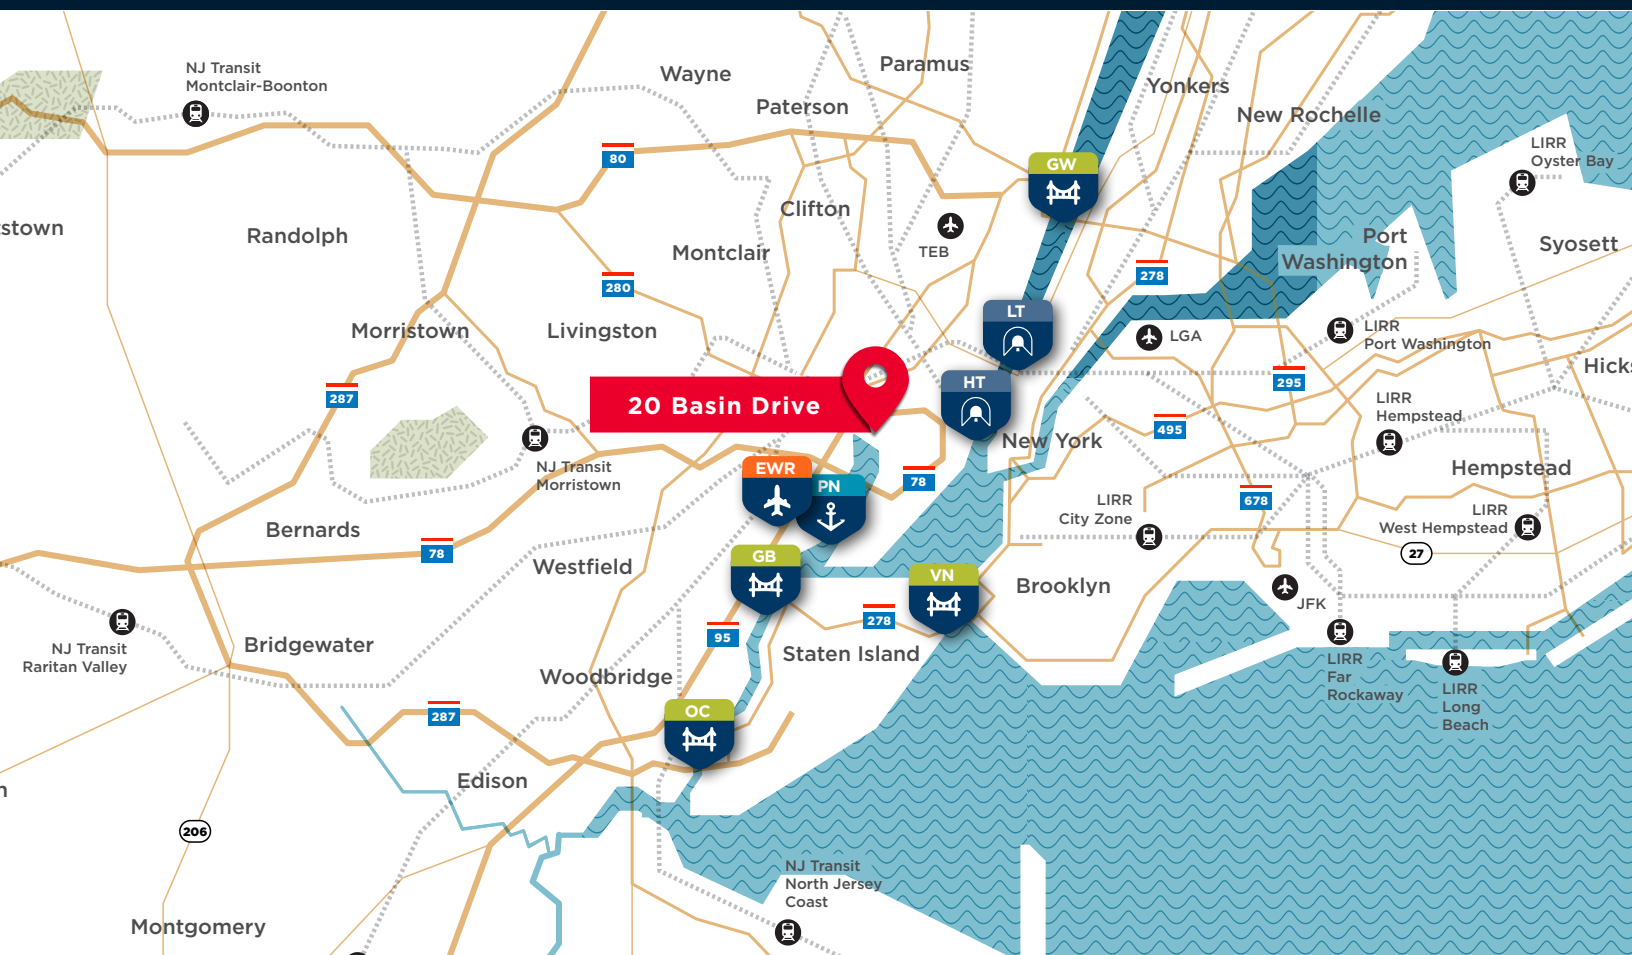 NJ Transit
Montclair-Boonton
Wayne
Paramus
Paterson
Yonkers
New Rochelle
80
GW
LIRR
Oyster Bay
stown
Randolph
Clifton
Montclair
TEB
Port
Washington
Syosett
280
278
Morristown
Livingston
LT
LGA
LIRR
Port Washington
Hicks
287
20 Basin Drive
HT
295
LIRR
Hempstead
495
New York
NJ Transit
Morristown
EWR
PN
78
Hempstead
678
LIRR
City Zone
LIRR
West Hempstead
Bernards
78
Westfield
GB
VN
27
Brooklyn
JFK
278
95
NJ Transit
Raritan Valley
Bridgewater
Staten Island
Woodbridge
LIRR
Far
Rockaway
LIRR
Long
Beach
287
OC
Edison
206
NJ Transit
North Jersey
Coast
Montgomery